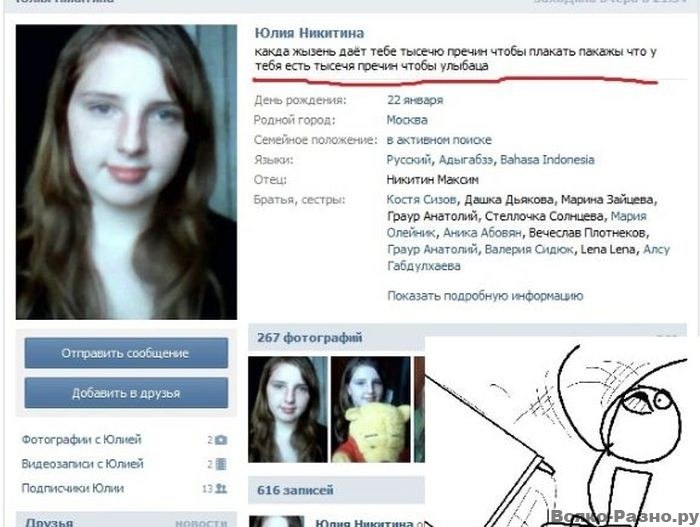 Юлия Никитина
какда жызень даёт тебе тысечю пречин чтобы плакать пакажы что у
тебя есть тысечя пречин чтобы улыбаца
День рождения: 22 января
Родной город: Москва
Семейное положение: в активном поиске
Языки: Русский, Адыгабзэ, Bahasa Indonesia
Отец: Никитин Максим
Братья, сестры: Костя Сизов, Дашка Дьякова, Марина Зайцева,
Граур Анатолий, Стеллочка Солнцева, Мария
Олейник, Аника Абовян, Вечеслав Плотнеков,
Граур Анатолий, Валерия Сидюк, Lena Lena, Алсу
Габдулхаева
Показать подробную информацию
Отправить сообщение
Добавить в друзья
Фотографии с Юлией 2
Видеозаписи с Юлией 2
Подписчики Юлии 13
Друзья новости
267 фотографий
616 записей
Юлия Никитина
Волко-Разно.ру